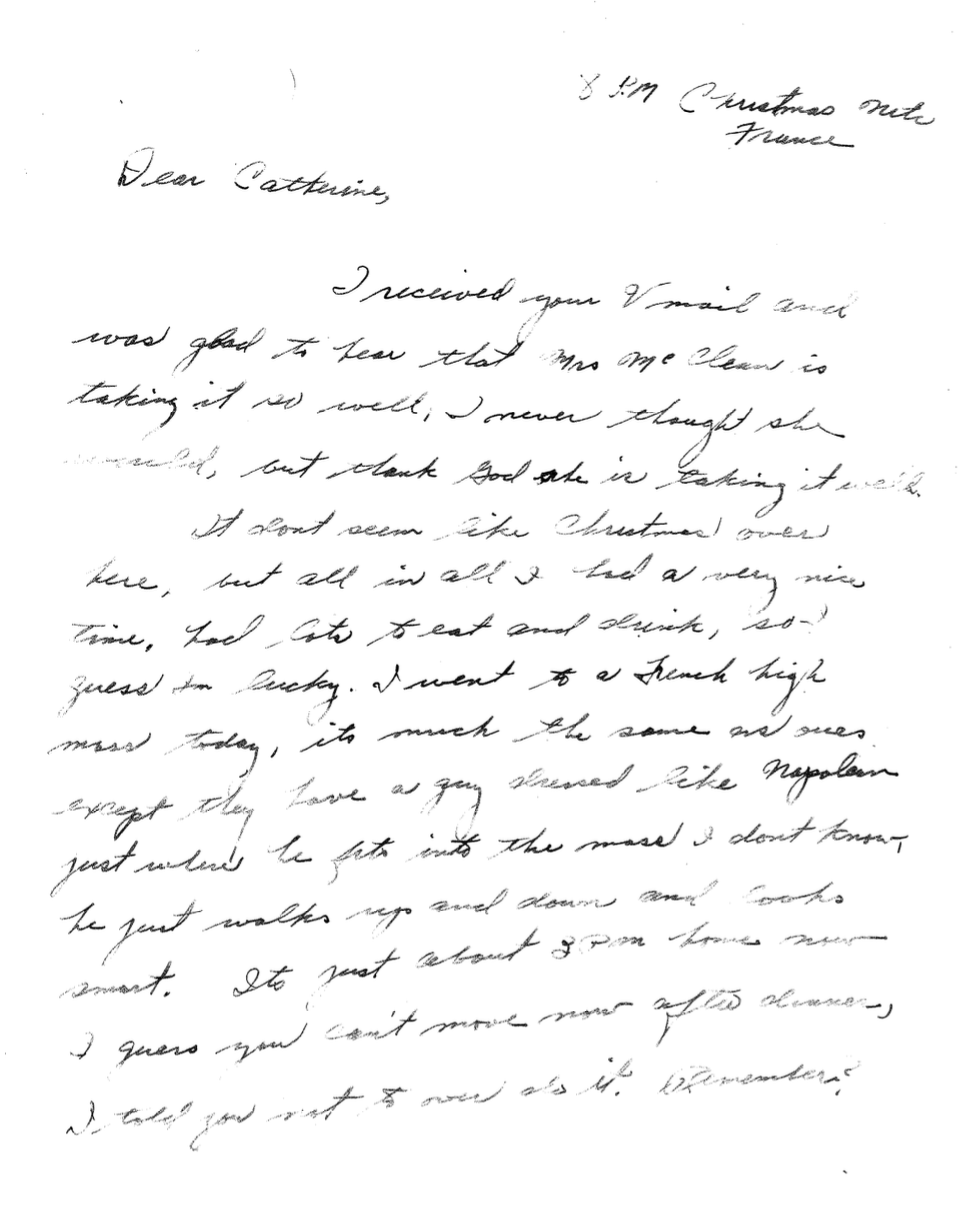 8 PM Christmas Nite
France
Dear Catherine,
I received your V mail and
was glad to hear that Mrs McClean is
taking it so well, I never thought she
would, but thank God she is taking it well.
It dont seem like Christmas over
here, but all in all I had a very nice
time, had lots to eat and drink, so I
guess Im lucky. I went to a French high
mass today, its much the same as ours
except they have a guy dressed like Napolean
just where he fits into the mass I dont know,
he just walks up and down and looks
smart. Its just about 3 PM home now
I guess you can't move now after dinner,
I told you not to over do it. Remember?